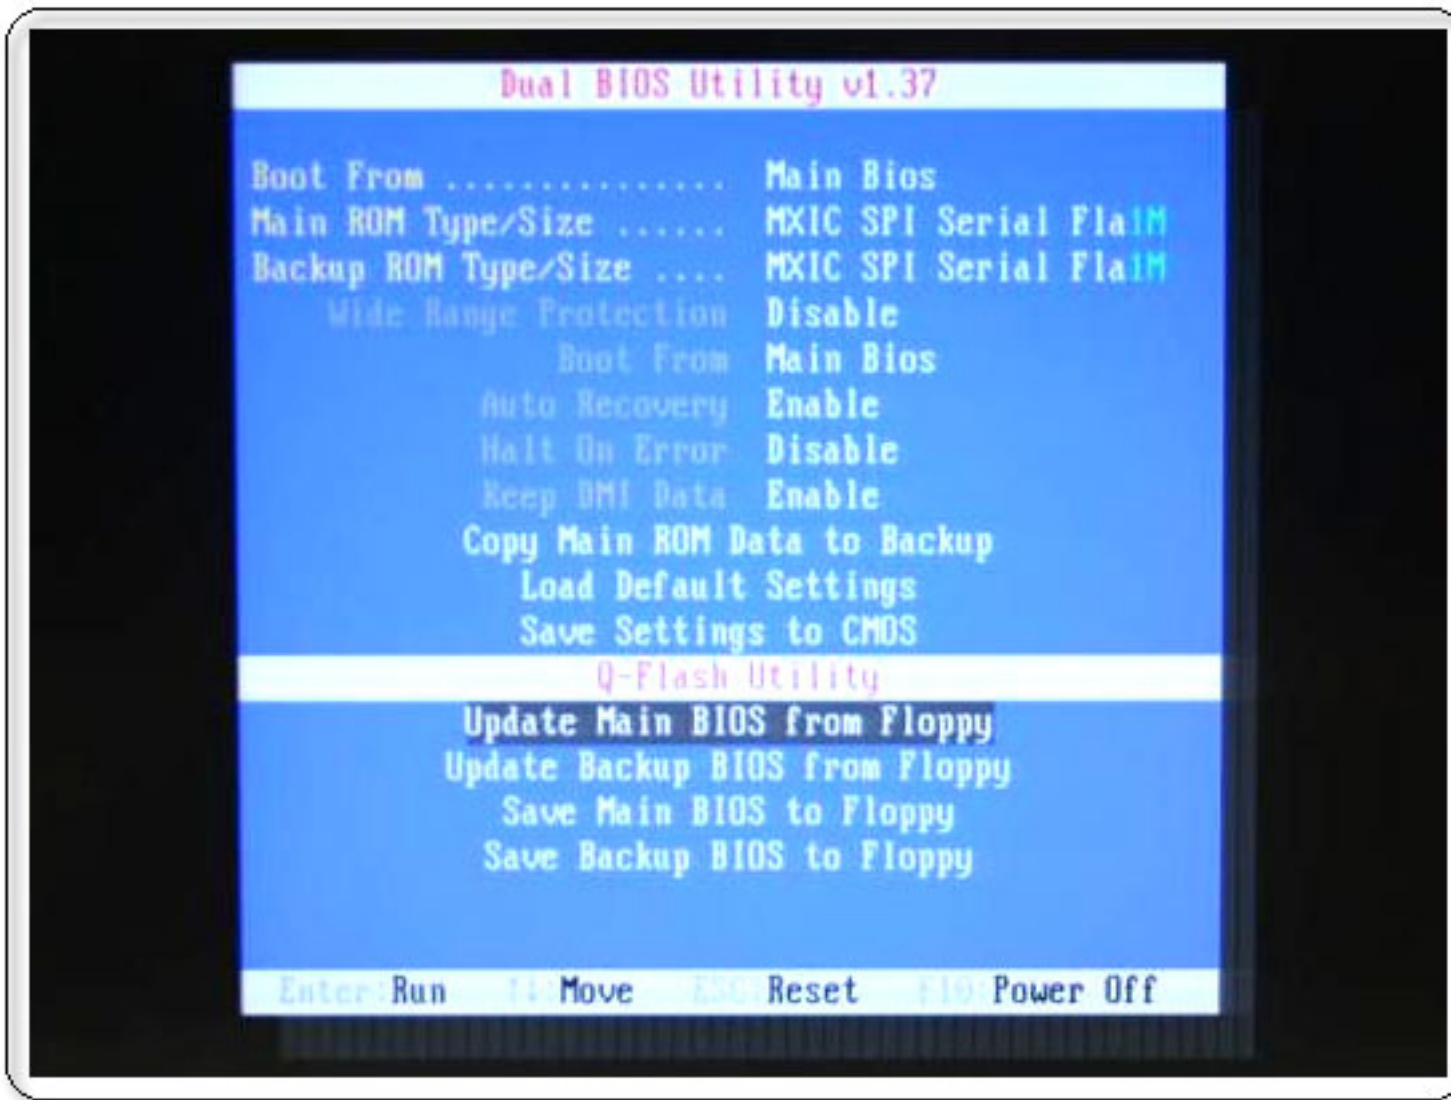 Dual BIOS Utility v1.37
Boot From ............... Main Bios
Main ROM Type/Size ...... MXIC SPI Serial Fla1M
Backup ROM Type/Size .... MXIC SPI Serial Fla1M
Wide Range Protection Disable
Boot From Main Bios
Auto Recovery Enable
Halt On Error Disable
Keep DMI Data Enable
Copy Main ROM Data to Backup
Load Default Settings
Save Settings to CMOS
Q-Flash Utility
Update Main BIOS from Floppy
Update Backup BIOS from Floppy
Save Main BIOS to Floppy
Save Backup BIOS to Floppy
Enter:Run ↑↓:Move ESC:Reset F10:Power Off